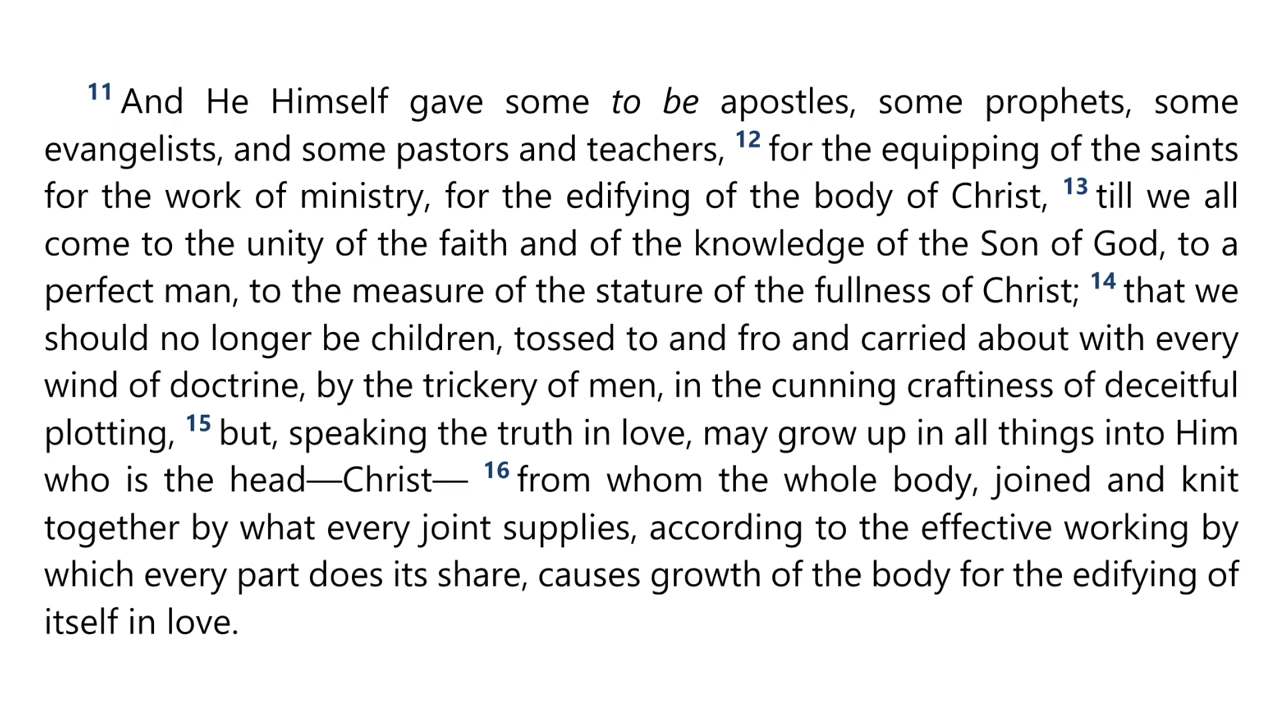 11 And He Himself gave some to be apostles, some prophets, some
evangelists, and some pastors and teachers, 12 for the equipping of the saints
for the work of ministry, for the edifying of the body of Christ, 13 till we all
come to the unity of the faith and of the knowledge of the Son of God, to a
perfect man, to the measure of the stature of the fullness of Christ; 14 that we
should no longer be children, tossed to and fro and carried about with every
wind of doctrine, by the trickery of men, in the cunning craftiness of deceitful
plotting, 15 but, speaking the truth in love, may grow up in all things into Him
who is the head—Christ— 16 from whom the whole body, joined and knit
together by what every joint supplies, according to the effective working by
which every part does its share, causes growth of the body for the edifying of
itself in love.